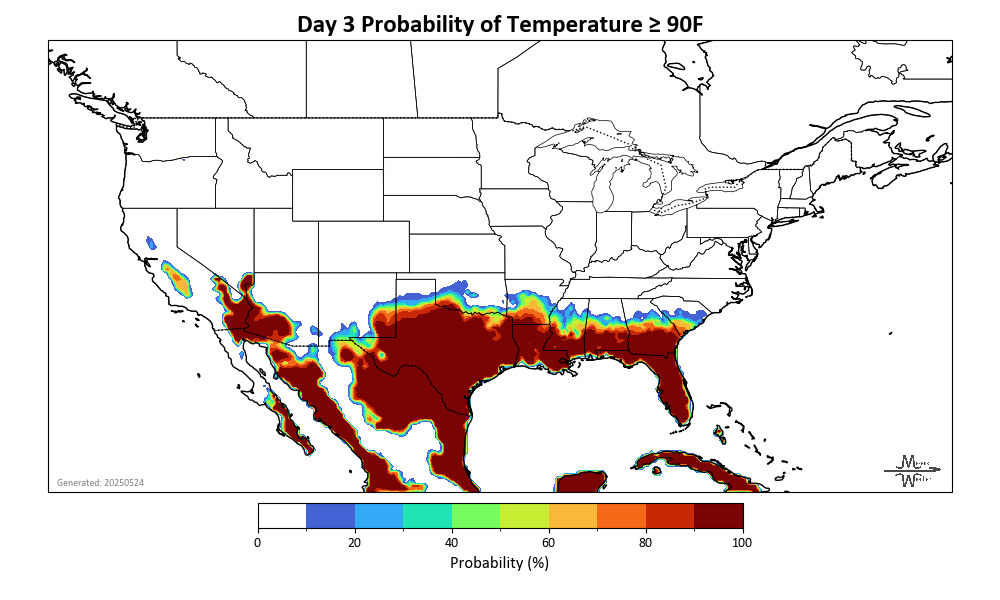 Day 3 Probability of Temperature ≥ 90F
Generated: 20250524
0 20 40 60 80 100
Probability (%)